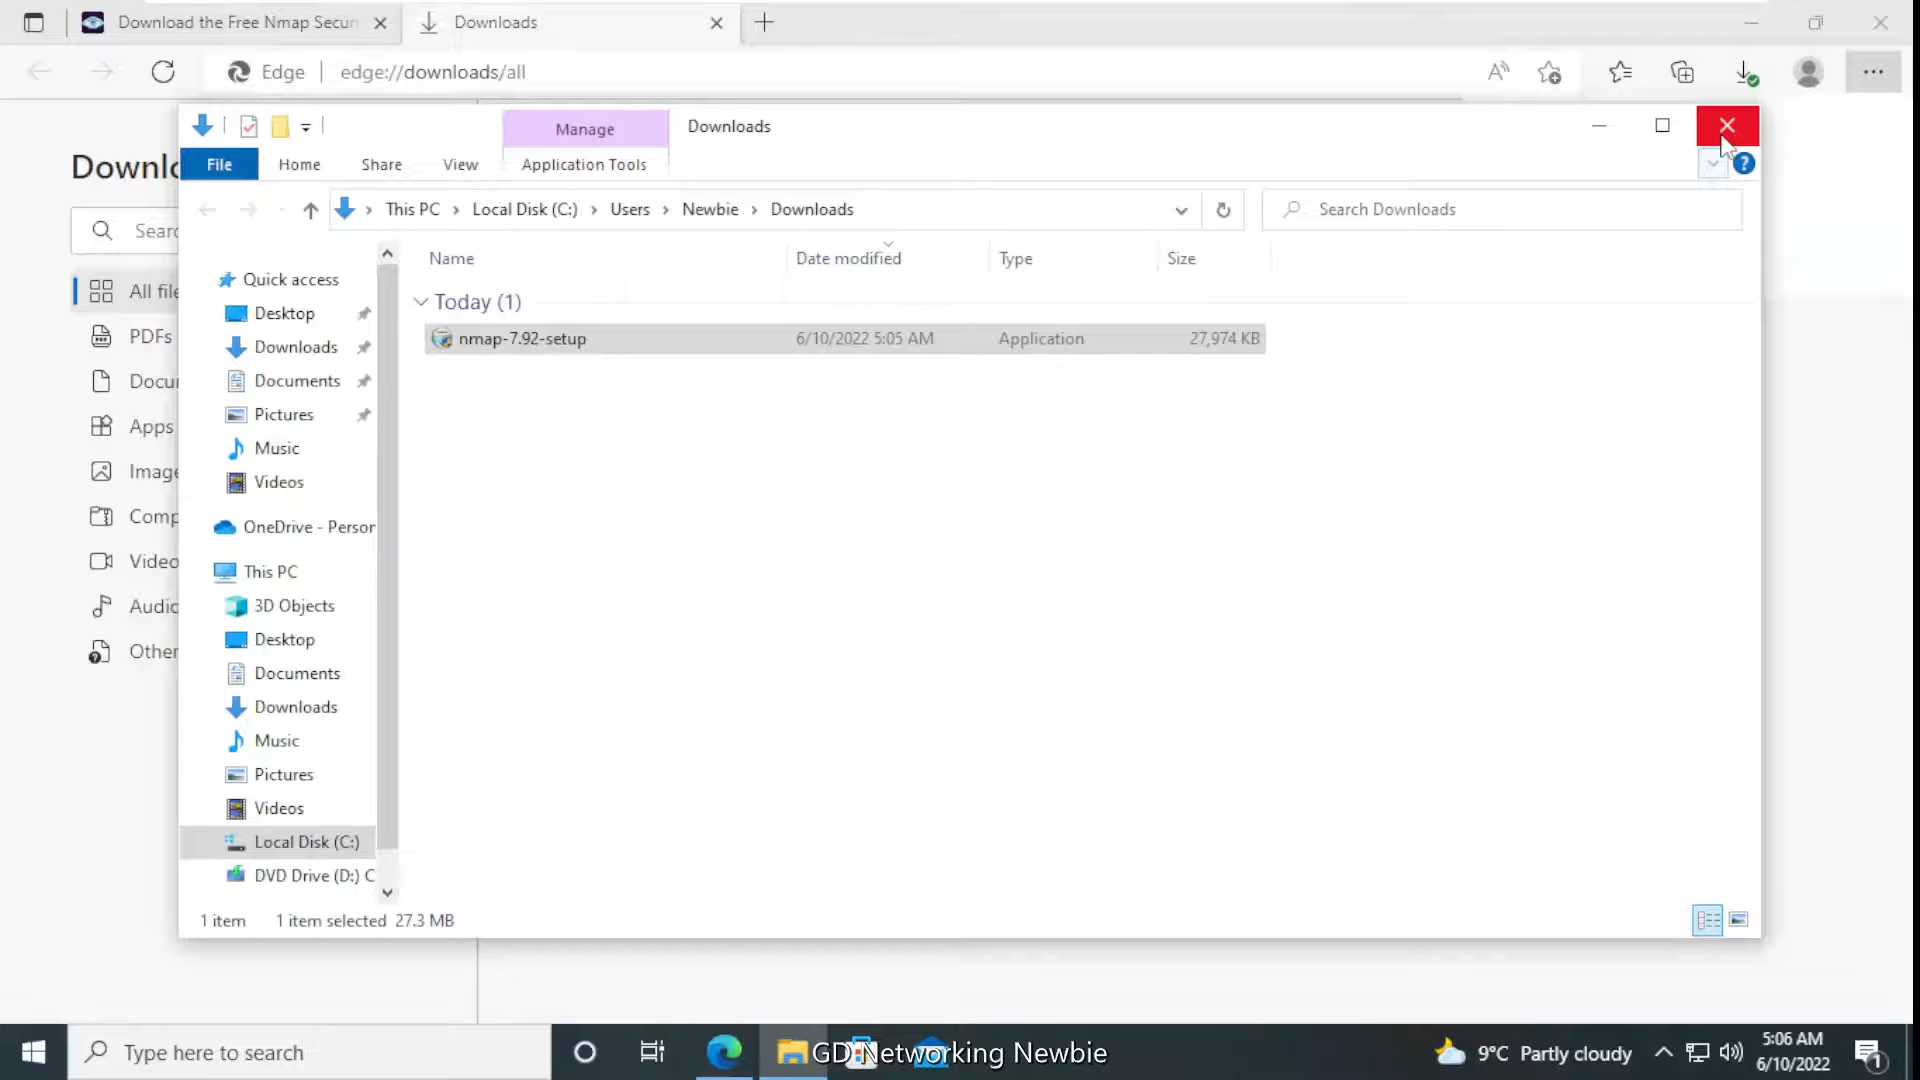 Download the Free Nmap Secur
Downloads
Edge
edge://downloads/all
Downlo
Searc
All file
PDFs
Docu
Apps
Image
Comp
Video
Audio
Other
Manage
Downloads
File
Home
Share
View
Application Tools
This PC
Local Disk (C:)
Users
Newbie
Downloads
Search Downloads
Name
Date modified
Type
Size
Quick access
Desktop
Downloads
Documents
Pictures
Music
Videos
OneDrive - Person
This PC
3D Objects
Desktop
Documents
Downloads
Music
Pictures
Videos
Local Disk (C:)
DVD Drive (D:) C
Today (1)
nmap-7.92-setup 6/10/2022 5:05 AM Application 27,974 KB
1 item 1 item selected 27.3 MB
Type here to search
GD Networking Newbie
9°C Partly cloudy
5:06 AM
6/10/2022
1